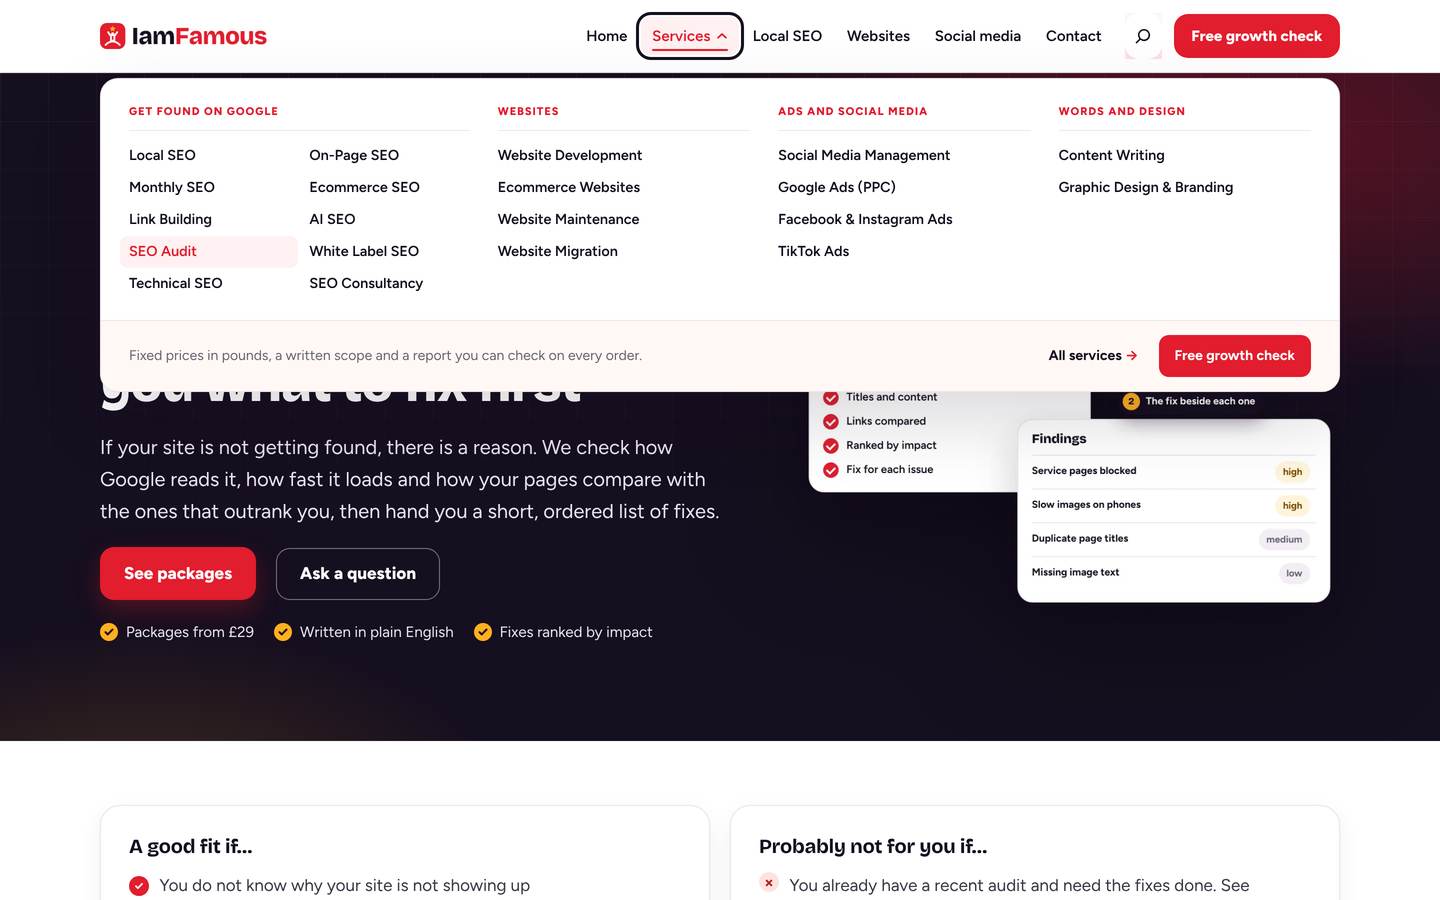 IamFamous
Home
Services
Local SEO
Websites
Social media
Contact
Free growth check
GET FOUND ON GOOGLE
Local SEO
Monthly SEO
Link Building
SEO Audit
Technical SEO
On-Page SEO
Ecommerce SEO
AI SEO
White Label SEO
SEO Consultancy
WEBSITES
Website Development
Ecommerce Websites
Website Maintenance
Website Migration
ADS AND SOCIAL MEDIA
Social Media Management
Google Ads (PPC)
Facebook & Instagram Ads
TikTok Ads
WORDS AND DESIGN
Content Writing
Graphic Design & Branding
Fixed prices in pounds, a written scope and a report you can check on every order.
All services
Free growth check
you what to fix first
If your site is not getting found, there is a reason. We check how
Google reads it, how fast it loads and how your pages compare with
the ones that outrank you, then hand you a short, ordered list of fixes.
See packages
Ask a question
Packages from £29
Written in plain English
Fixes ranked by impact
Titles and content
Links compared
Ranked by impact
Fix for each issue
2 The fix beside each one
Findings
Service pages blocked high
Slow images on phones high
Duplicate page titles medium
Missing image text low
A good fit if...
You do not know why your site is not showing up
Probably not for you if...
You already have a recent audit and need the fixes done. See